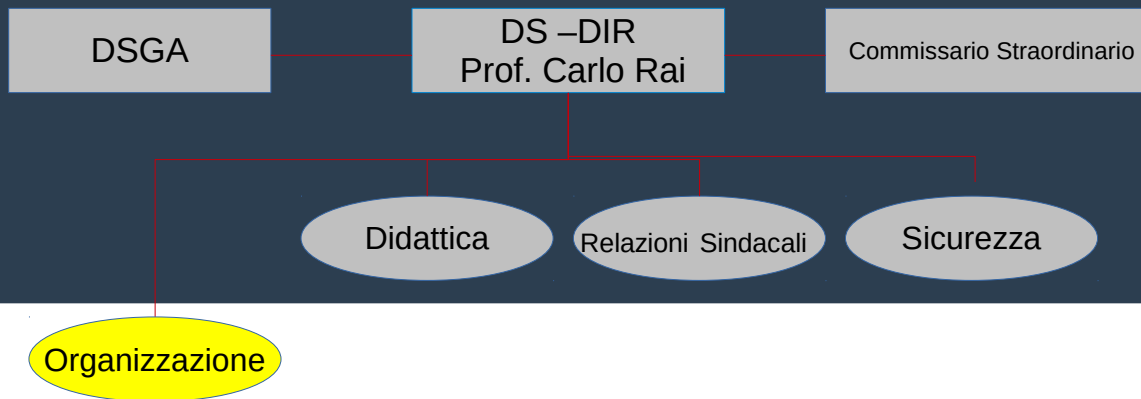 DSGA
DS –DIR
Prof. Carlo Rai
Commissario Straordinario
Didattica
Relazioni Sindacali
Sicurezza
Organizzazione